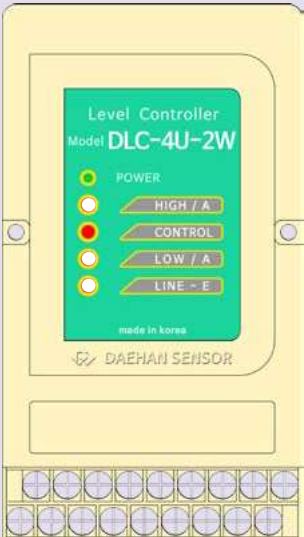 Level Controller
Model DLC-4U-2W
POWER
HIGH / A
CONTROL
LOW / A
LINE - E
made in korea
DAEHAN SENSOR